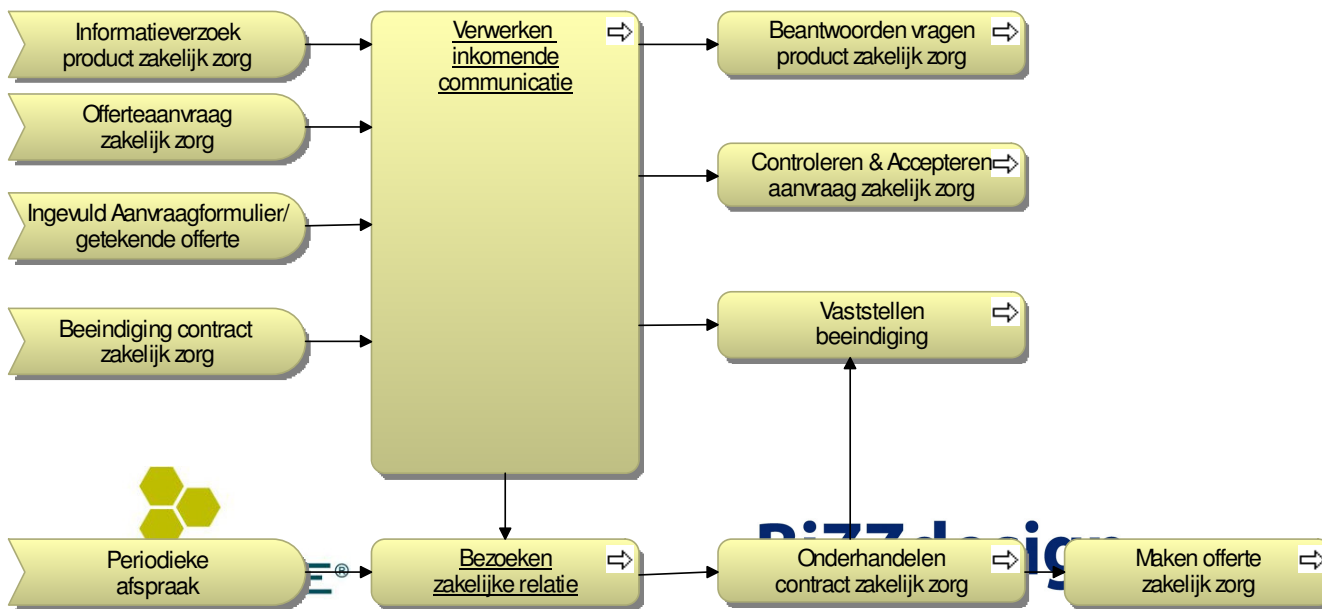 Informatieverzoek
product zakelijk zorg
Verwerken
inkomende
communicatie
Beantwoorden vragen
product zakelijk zorg
Offerteaanvraag
zakelijk zorg
Controleren & Accepteren
aanvraag zakelijk zorg
Ingevuld Aanvraagformulier/
getekende offerte
Beeindiging contract
zakelijk zorg
Vaststellen
beeindiging
Periodieke
afspraak
Bezoeken
zakelijke relatie
BiZZdesign
Onderhandelen
contract zakelijk zorg
Maken offerte
zakelijk zorg